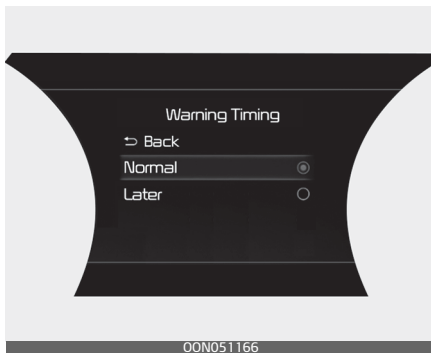 Warning Timing
⮌ Back
Normal
Later
OON051166